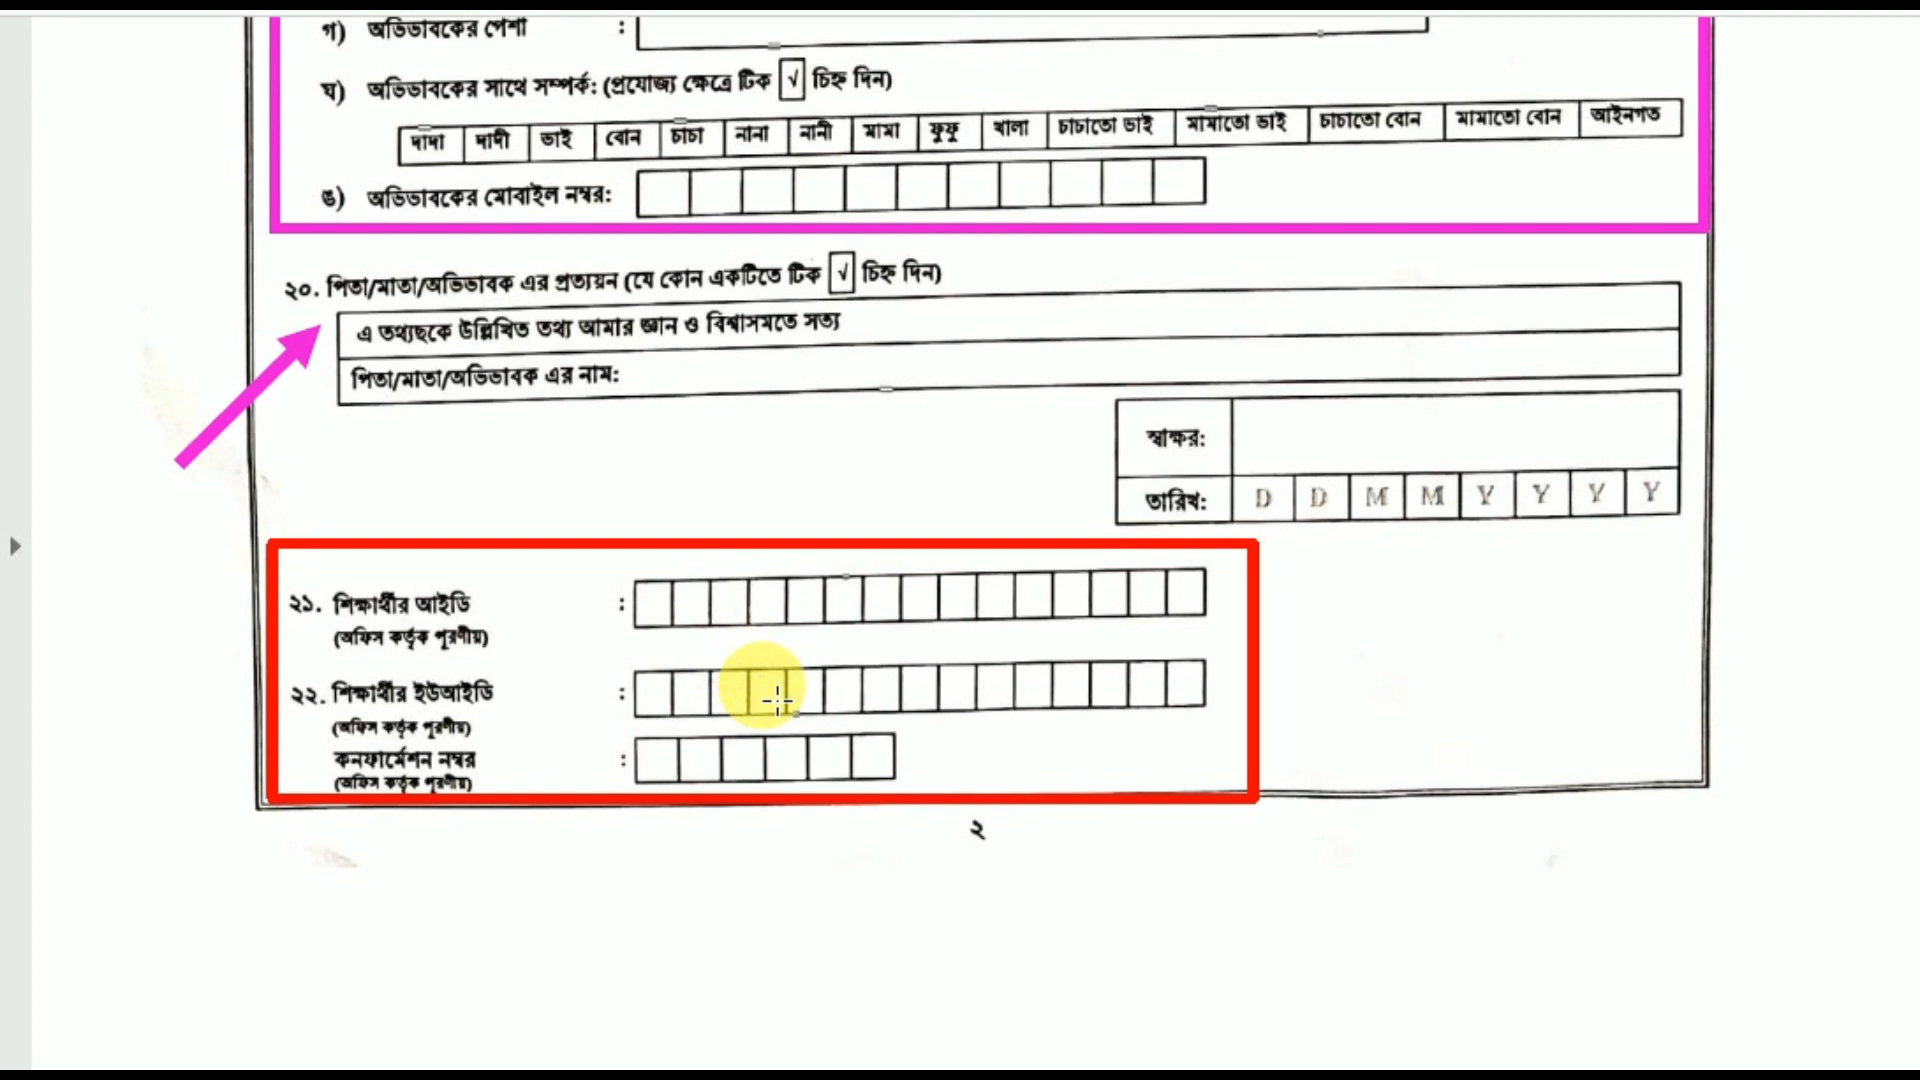 গ) অভিভাবকের পেশা :
ঘ) অভিভাবকের সাথে সম্পর্ক: (প্রযোজ্য ক্ষেত্রে টিক √ চিহ্ন দিন)
দাদা দাদী ভাই বোন চাচা নানা নানী মামা ফুফু খালা চাচাতো ভাই মামাতো ভাই চাচাতো বোন মামাতো বোন আইনগত
ঙ) অভিভাবকের মোবাইল নম্বর:
২০. পিতা/মাতা/অভিভাবক এর প্রত্যয়ন (যে কোন একটিতে টিক √ চিহ্ন দিন)
এ তথ্যছকে উল্লিখিত তথ্য আমার জ্ঞান ও বিশ্বাসমতে সত্য
পিতা/মাতা/অভিভাবক এর নাম:
স্বাক্ষর:
তারিখ: D D M M Y Y Y Y
২১. শিক্ষার্থীর আইডি :
(অফিস কর্তৃক পূরণীয়)
২২. শিক্ষার্থীর ইউআইডি :
(অফিস কর্তৃক পূরণীয়)
কনফার্মেশন নম্বর :
(অফিস কর্তৃক পূরণীয়)
২